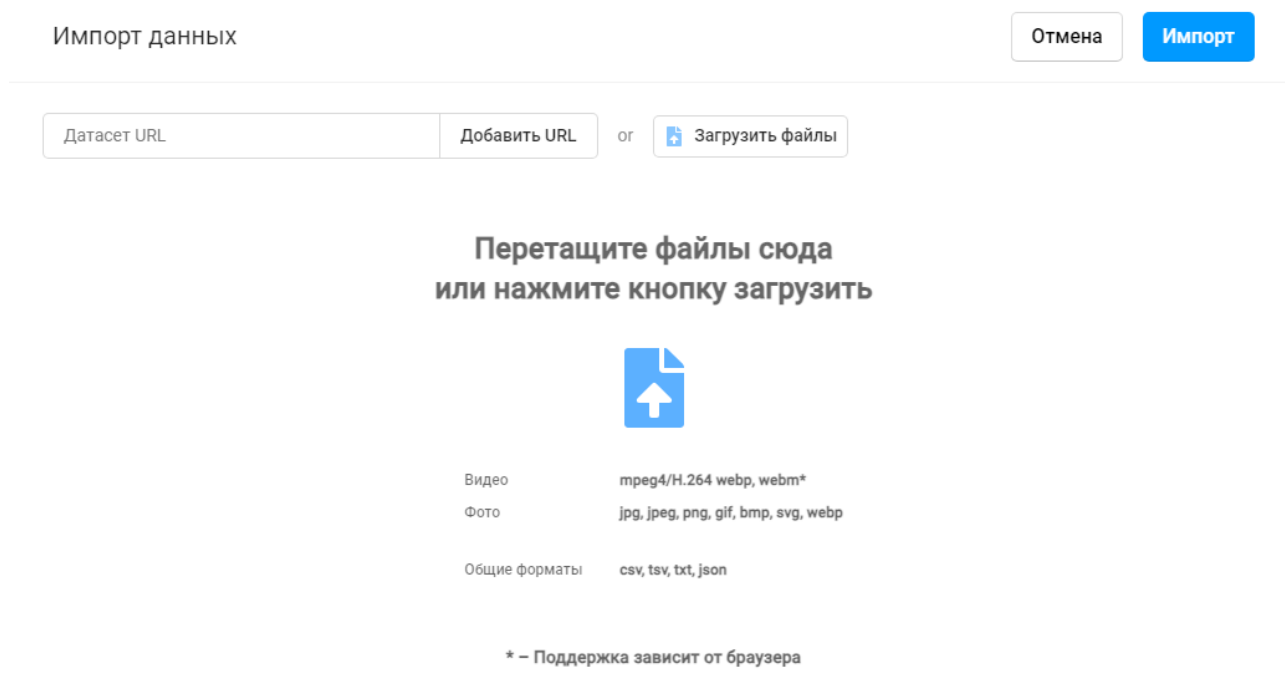 Импорт данных
Отмена
Импорт
Датасет URL
Добавить URL
or
Загрузить файлы
Перетащите файлы сюда
или нажмите кнопку загрузить
Видео mpeg4/H.264 webp, webm*
Фото jpg, jpeg, png, gif, bmp, svg, webp
Общие форматы csv, tsv, txt, json
* – Поддержка зависит от браузера